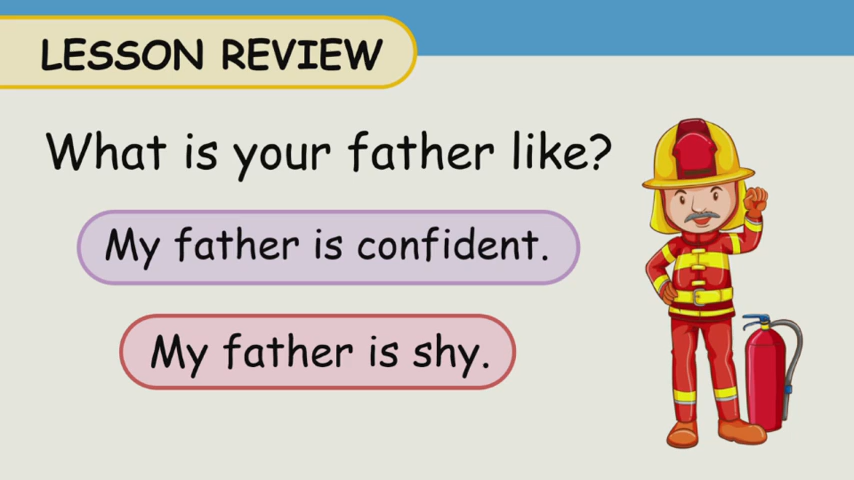 LESSON REVIEW
What is your father like?
My father is confident.
My father is shy.